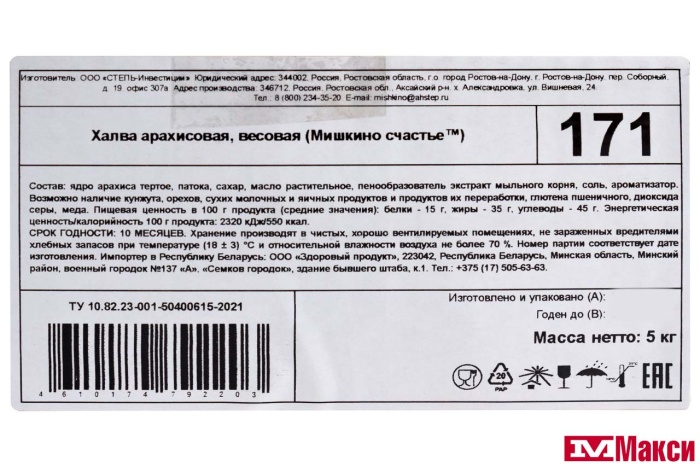 Изготовитель ООО «СТЕПЬ-Инвестиции» Юридический адрес: 344002. Россия, Ростовская область, г.о. город Ростов-на-Дону, г. Ростов-на-Дону, пер. Соборный,
д. 19, офис 307а Адрес производства: 346712. Россия, Ростовская обл., Аксайский р-н, х. Александровка, ул. Вишневая, 24
Тел.: 8 (800) 234-35-20 E-mail: mishkino@ahstep.ru
Халва арахисовая, весовая (Мишкино счастье™)
171
Состав: ядро арахиса тертое, патока, сахар, масло растительное, пенообразователь экстракт мыльного корня, соль, ароматизатор.
Возможно наличие кунжута, орехов, сухих молочных и яичных продуктов и продуктов их переработки, глютена пшеничного, диоксида
серы, меда. Пищевая ценность в 100 г продукта (средние значения): белки - 15 г, жиры - 35 г, углеводы - 45 г. Энергетическая
ценность/калорийность 100 г продукта: 2320 кДж/550 ккал.
СРОК ГОДНОСТИ: 10 МЕСЯЦЕВ. Хранение производят в чистых, хорошо вентилируемых помещениях, не зараженных вредителями
хлебных запасов при температуре (18 ± 3) °С и относительной влажности воздуха не более 70 %. Номер партии соответствует дате
изготовления. Импортер в Республику Беларусь: ООО «Здоровый продукт», 223042, Республика Беларусь, Минская область, Минский
район, военный городок №137 «А», «Семков городок», здание бывшего штаба, к.1. Тел.: +375 (17) 505-63-63.
ТУ 10.82.23-001-50400615-2021
4610174792203
Изготовлено и упаковано (А):
Годен до (В):
Масса нетто: 5 кг
20
PAP
ЕАС
М Макси